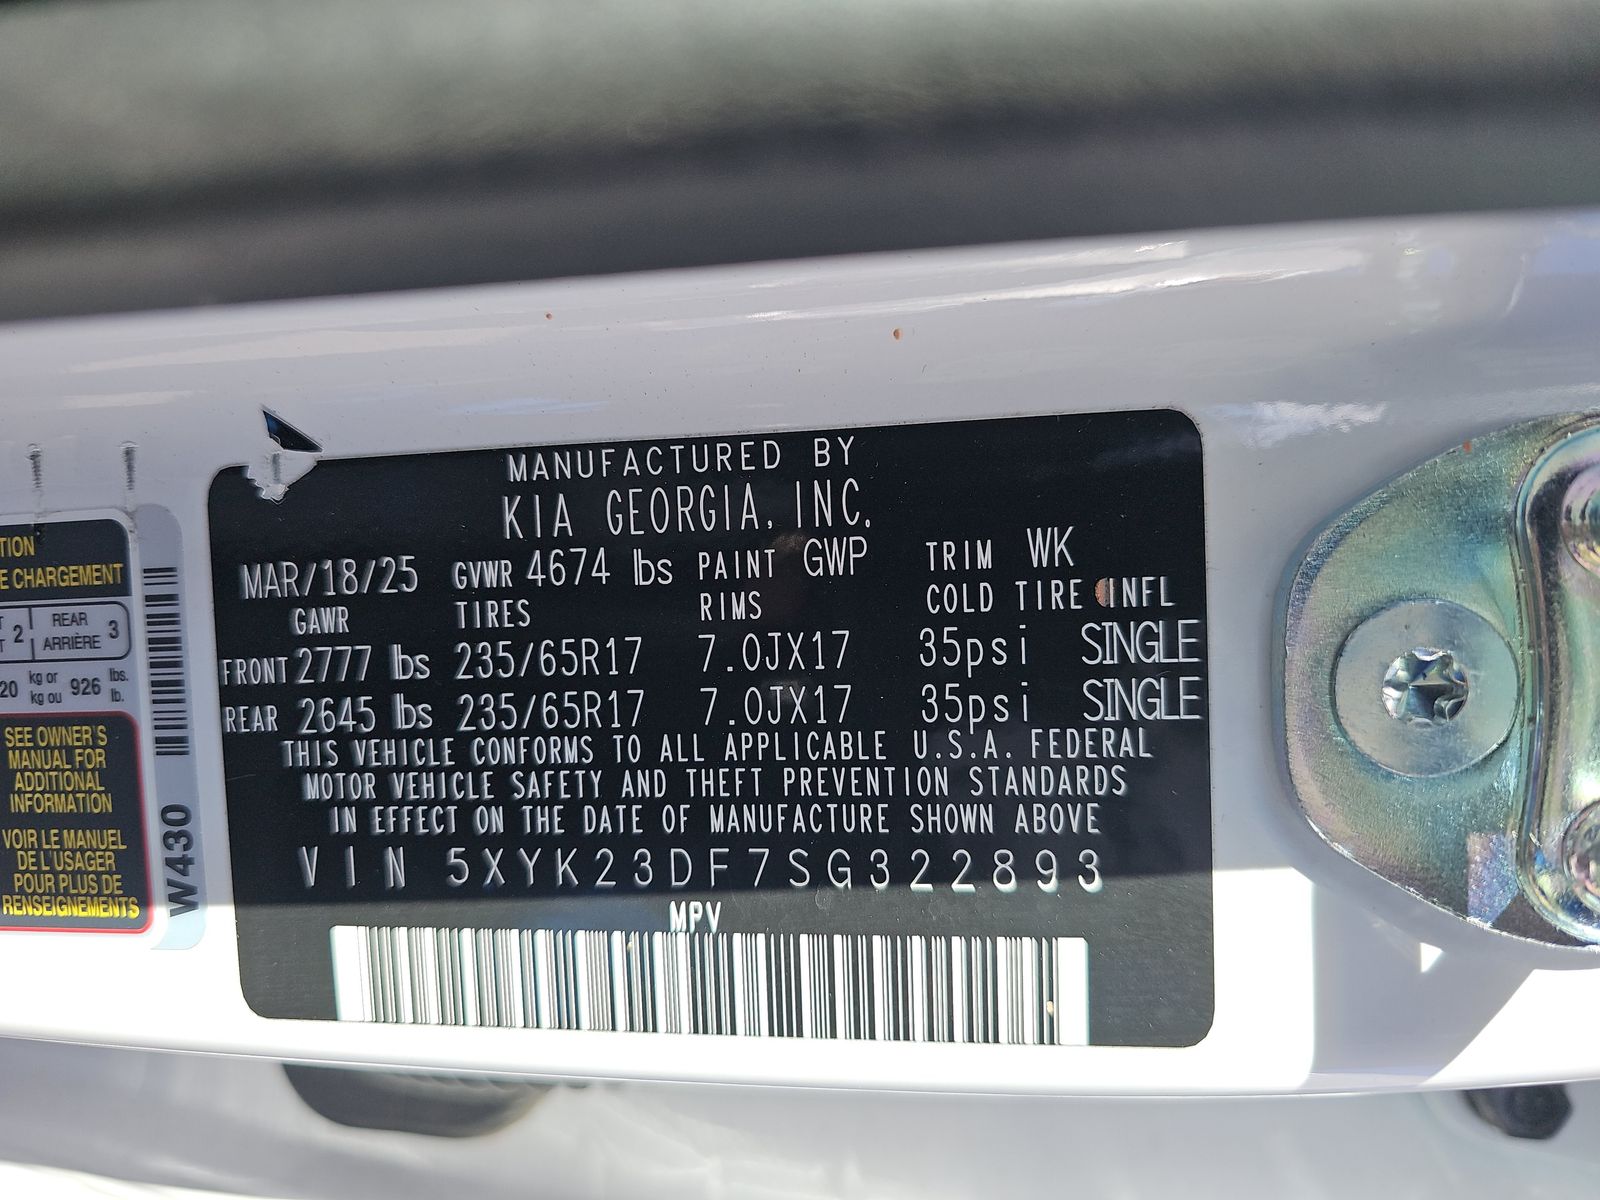 MANUFACTURED BY
KIA GEORGIA, INC.
MAR/18/25 GVWR 4674 lbs PAINT GWP TRIM WK
GAWR TIRES RIMS COLD TIRE INFL
FRONT 2777 lbs 235/65R17 7.0JX17 35psi SINGLE
REAR 2645 lbs 235/65R17 7.0JX17 35psi SINGLE
THIS VEHICLE CONFORMS TO ALL APPLICABLE U.S.A. FEDERAL
MOTOR VEHICLE SAFETY AND THEFT PREVENTION STANDARDS
IN EFFECT ON THE DATE OF MANUFACTURE SHOWN ABOVE
VIN 5XYK23DF7SG322893
MPV
CHARGEMENT
2 REAR 3
ARRIÈRE
kg or 926 lbs.
kg ou lb.
SEE OWNER'S
MANUAL FOR
ADDITIONAL
INFORMATION
VOIR LE MANUEL
DE L'USAGER
POUR PLUS DE
RENSEIGNEMENTS
W430